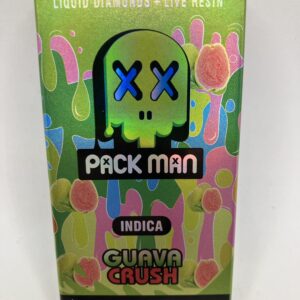 LIQUID DIAMONDS + LIVE RESIN
PACK MAN
INDICA
GUAVA
CRUSH